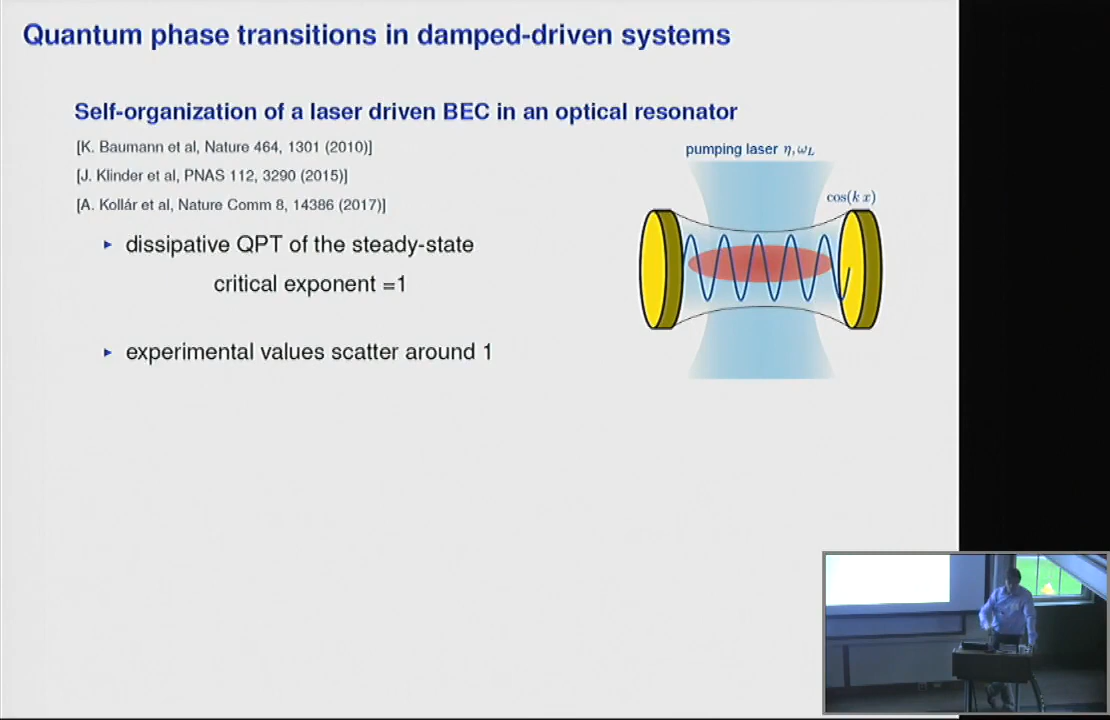 Quantum phase transitions in damped-driven systems
Self-organization of a laser driven BEC in an optical resonator
[K. Baumann et al, Nature 464, 1301 (2010)]
[J. Klinder et al, PNAS 112, 3290 (2015)]
[A. Kollár et al, Nature Comm 8, 14386 (2017)]
pumping laser η, ω_L
cos(k x)
▸ dissipative QPT of the steady-state
critical exponent =1
▸ experimental values scatter around 1